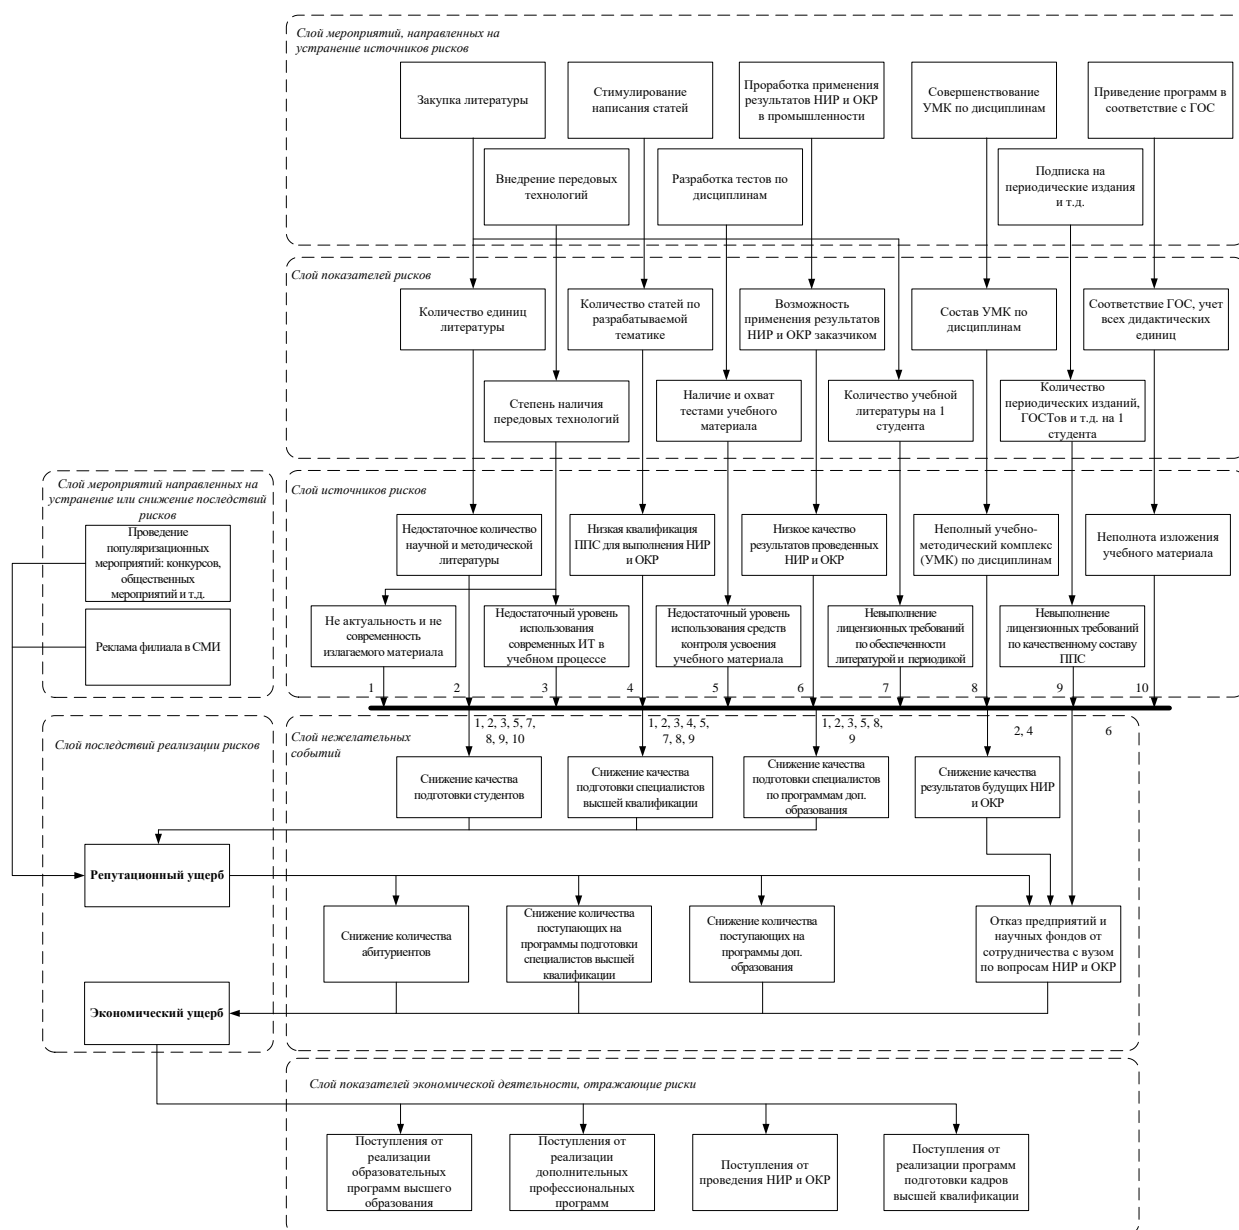 Слой мероприятий, направленных на
устранение источников рисков
Закупка литературы
Стимулирование
написания статей
Проработка применения
результатов НИР и ОКР
в промышленности
Совершенствование
УМК по дисциплинам
Приведение программ в
соответствие с ГОС
Внедрение передовых
технологий
Разработка тестов по
дисциплинам
Подписка на
периодические издания
и т.д.
Слой показателей рисков
Количество единиц
литературы
Количество статей по
разрабатываемой
тематике
Возможность
применения результатов
НИР и ОКР заказчиком
Состав УМК по
дисциплинам
Соответствие ГОС, учет
всех дидактических
единиц
Степень наличия
передовых технологий
Наличие и охват
тестами учебного
материала
Количество учебной
литературы на 1
студента
Количество
периодических изданий,
ГОСТов и т.д. на 1
студента
Слой мероприятий направленных на
устранение или снижение последствий
рисков
Проведение
популяризационных
мероприятий: конкурсов,
общественных
мероприятий и т.д.
Реклама филиала в СМИ
Слой источников рисков
Недостаточное количество
научной и методической
литературы
Низкая квалификация
ППС для выполнения НИР
и ОКР
Низкое качество
результатов проведенных
НИР и ОКР
Неполный учебно-
методический комплекс
(УМК) по дисциплинам
Неполнота изложения
учебного материала
Не актуальность и не
современность
излагаемого материала
Недостаточный уровень
использования
современных ИТ в
учебном процессе
Недостаточный уровень
использования средств
контроля усвоения
учебного материала
Невыполнение
лицензионных требований
по обеспеченности
литературой и периодикой
Невыполнение
лицензионных требований
по качественному составу
ППС
1 2 3 4 5 6 7 8 9 10
Слой последствий реализации рисков
Слой нежелательных
событий
1, 2, 3, 5, 7,
8, 9, 10
1, 2, 3, 4, 5,
7, 8, 9
1, 2, 3, 5, 8,
9
2, 4
6
Снижение качества
подготовки студентов
Снижение качества
подготовки специалистов
высшей квалификации
Снижение качества
подготовки специалистов
по программам доп.
образования
Снижение качества
результатов будущих НИР
и ОКР
Репутационный ущерб
Снижение количества
абитуриентов
Снижение количества
поступающих на
программы подготовки
специалистов высшей
квалификации
Снижение количества
поступающих на
программы доп.
образования
Отказ предприятий и
научных фондов от
сотрудничества с вузом
по вопросам НИР и ОКР
Экономический ущерб
Слой показателей экономической деятельности, отражающие риски
Поступления от
реализации
образовательных
программ высшего
образования
Поступления от
реализации
дополнительных
профессиональных
программ
Поступления от
проведения НИР и ОКР
Поступления от
реализации программ
подготовки кадров
высшей квалификации